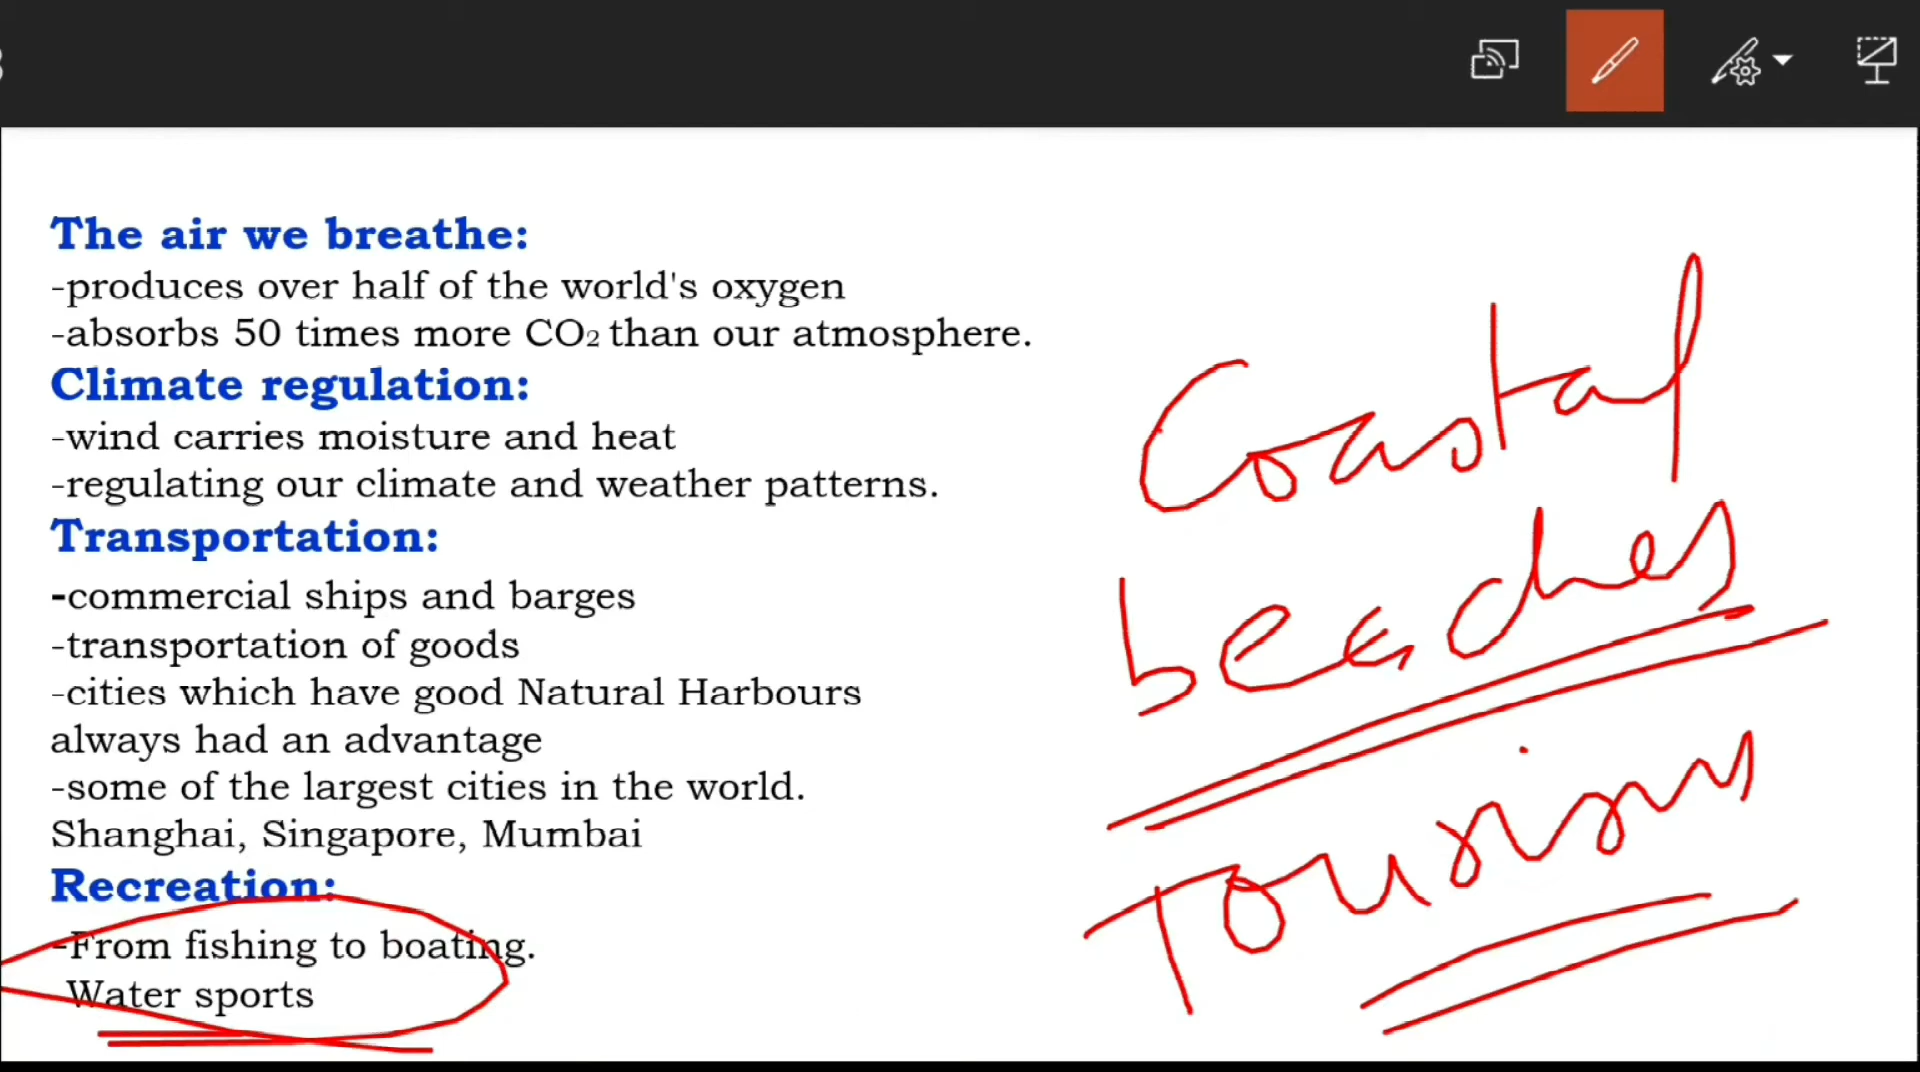 The air we breathe:
-produces over half of the world's oxygen
-absorbs 50 times more CO₂ than our atmosphere.
Climate regulation:
-wind carries moisture and heat
-regulating our climate and weather patterns.
Transportation:
-commercial ships and barges
-transportation of goods
-cities which have good Natural Harbours
always had an advantage
-some of the largest cities in the world.
Shanghai, Singapore, Mumbai
Recreation:
-From fishing to boating.
Water sports
Coastal
beaches
Tourism